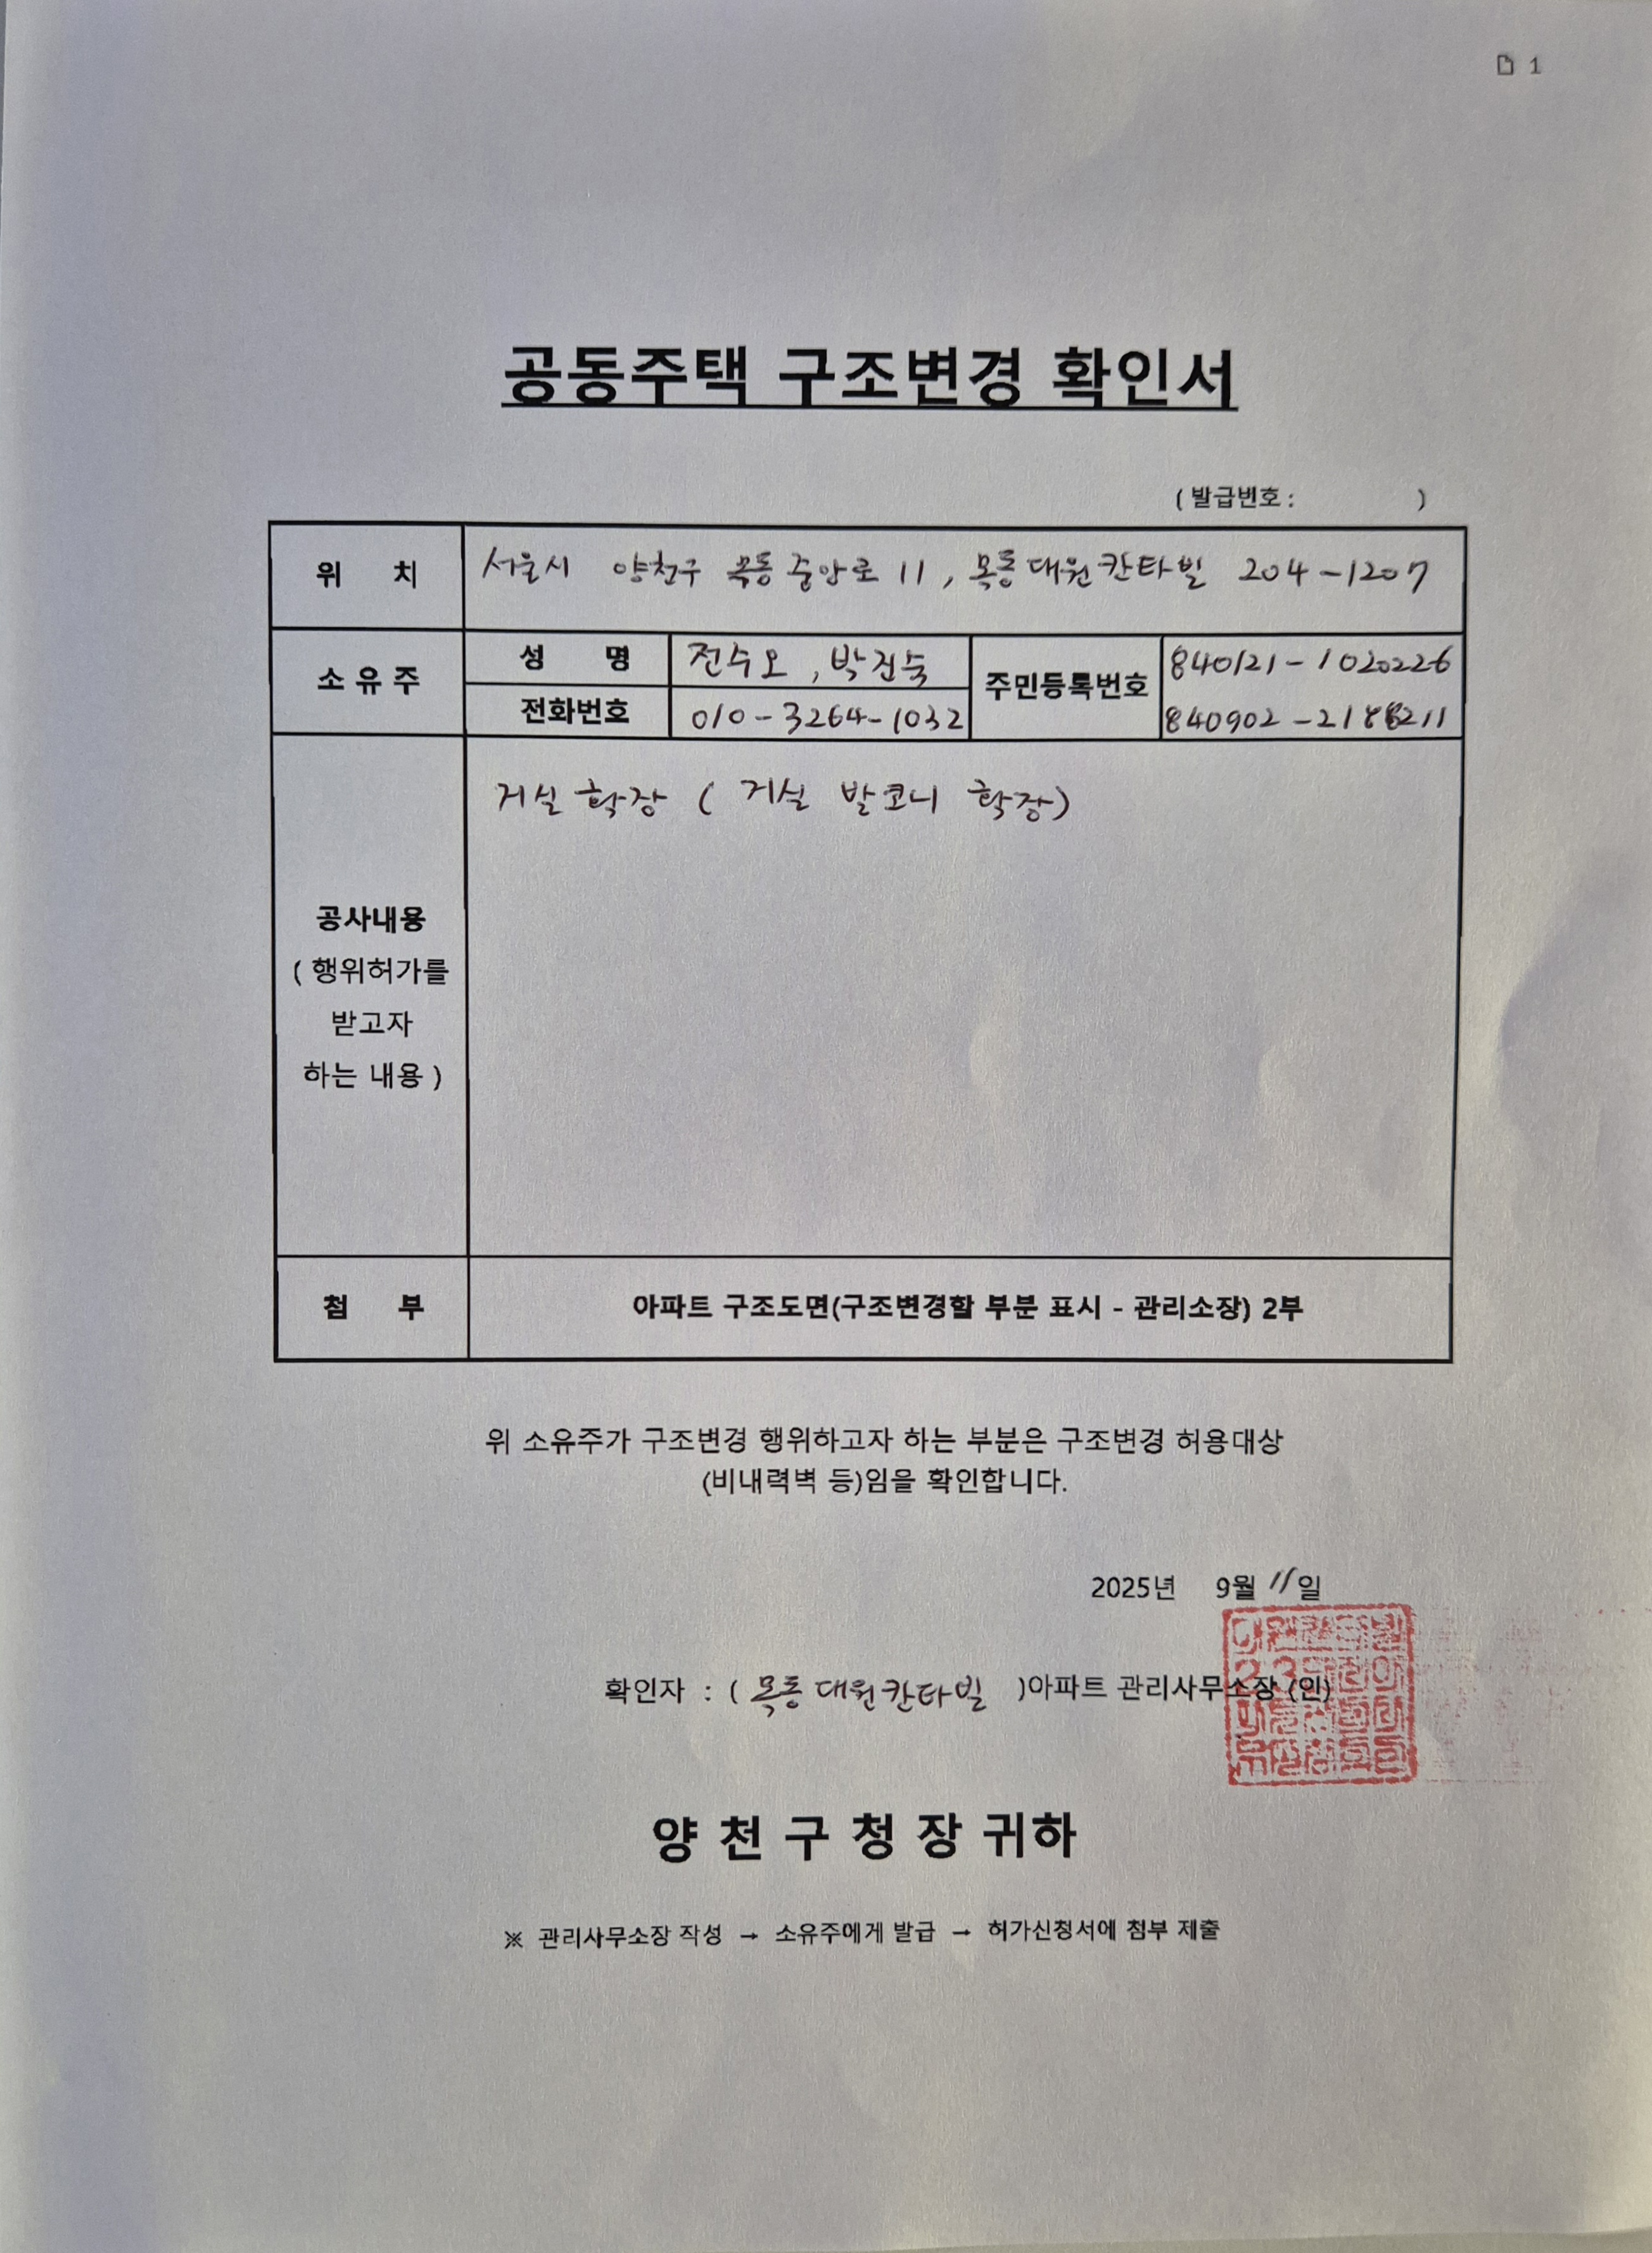 1
공동주택 구조변경 확인서
( 발급번호 : )
위 치 서울시 양천구 목동중앙로 11, 목동대원칸타빌 204-1207
소 유 주 성 명 전수오, 박진숙 주민등록번호 840121-1020226
전화번호 010-3264-1032 840902-2188211
거실 확장 ( 거실 발코니 확장)
공사내용
( 행위허가를
받고자
하는 내용 )
첨 부 아파트 구조도면(구조변경할 부분 표시 - 관리소장) 2부
위 소유주가 구조변경 행위하고자 하는 부분은 구조변경 허용대상
(비내력벽 등)임을 확인합니다.
2025년 9월 11일
확인자 : ( 목동 대원칸타빌 )아파트 관리사무소장 (인)
양 천 구 청 장 귀하
※ 관리사무소장 작성 → 소유주에게 발급 → 허가신청서에 첨부 제출